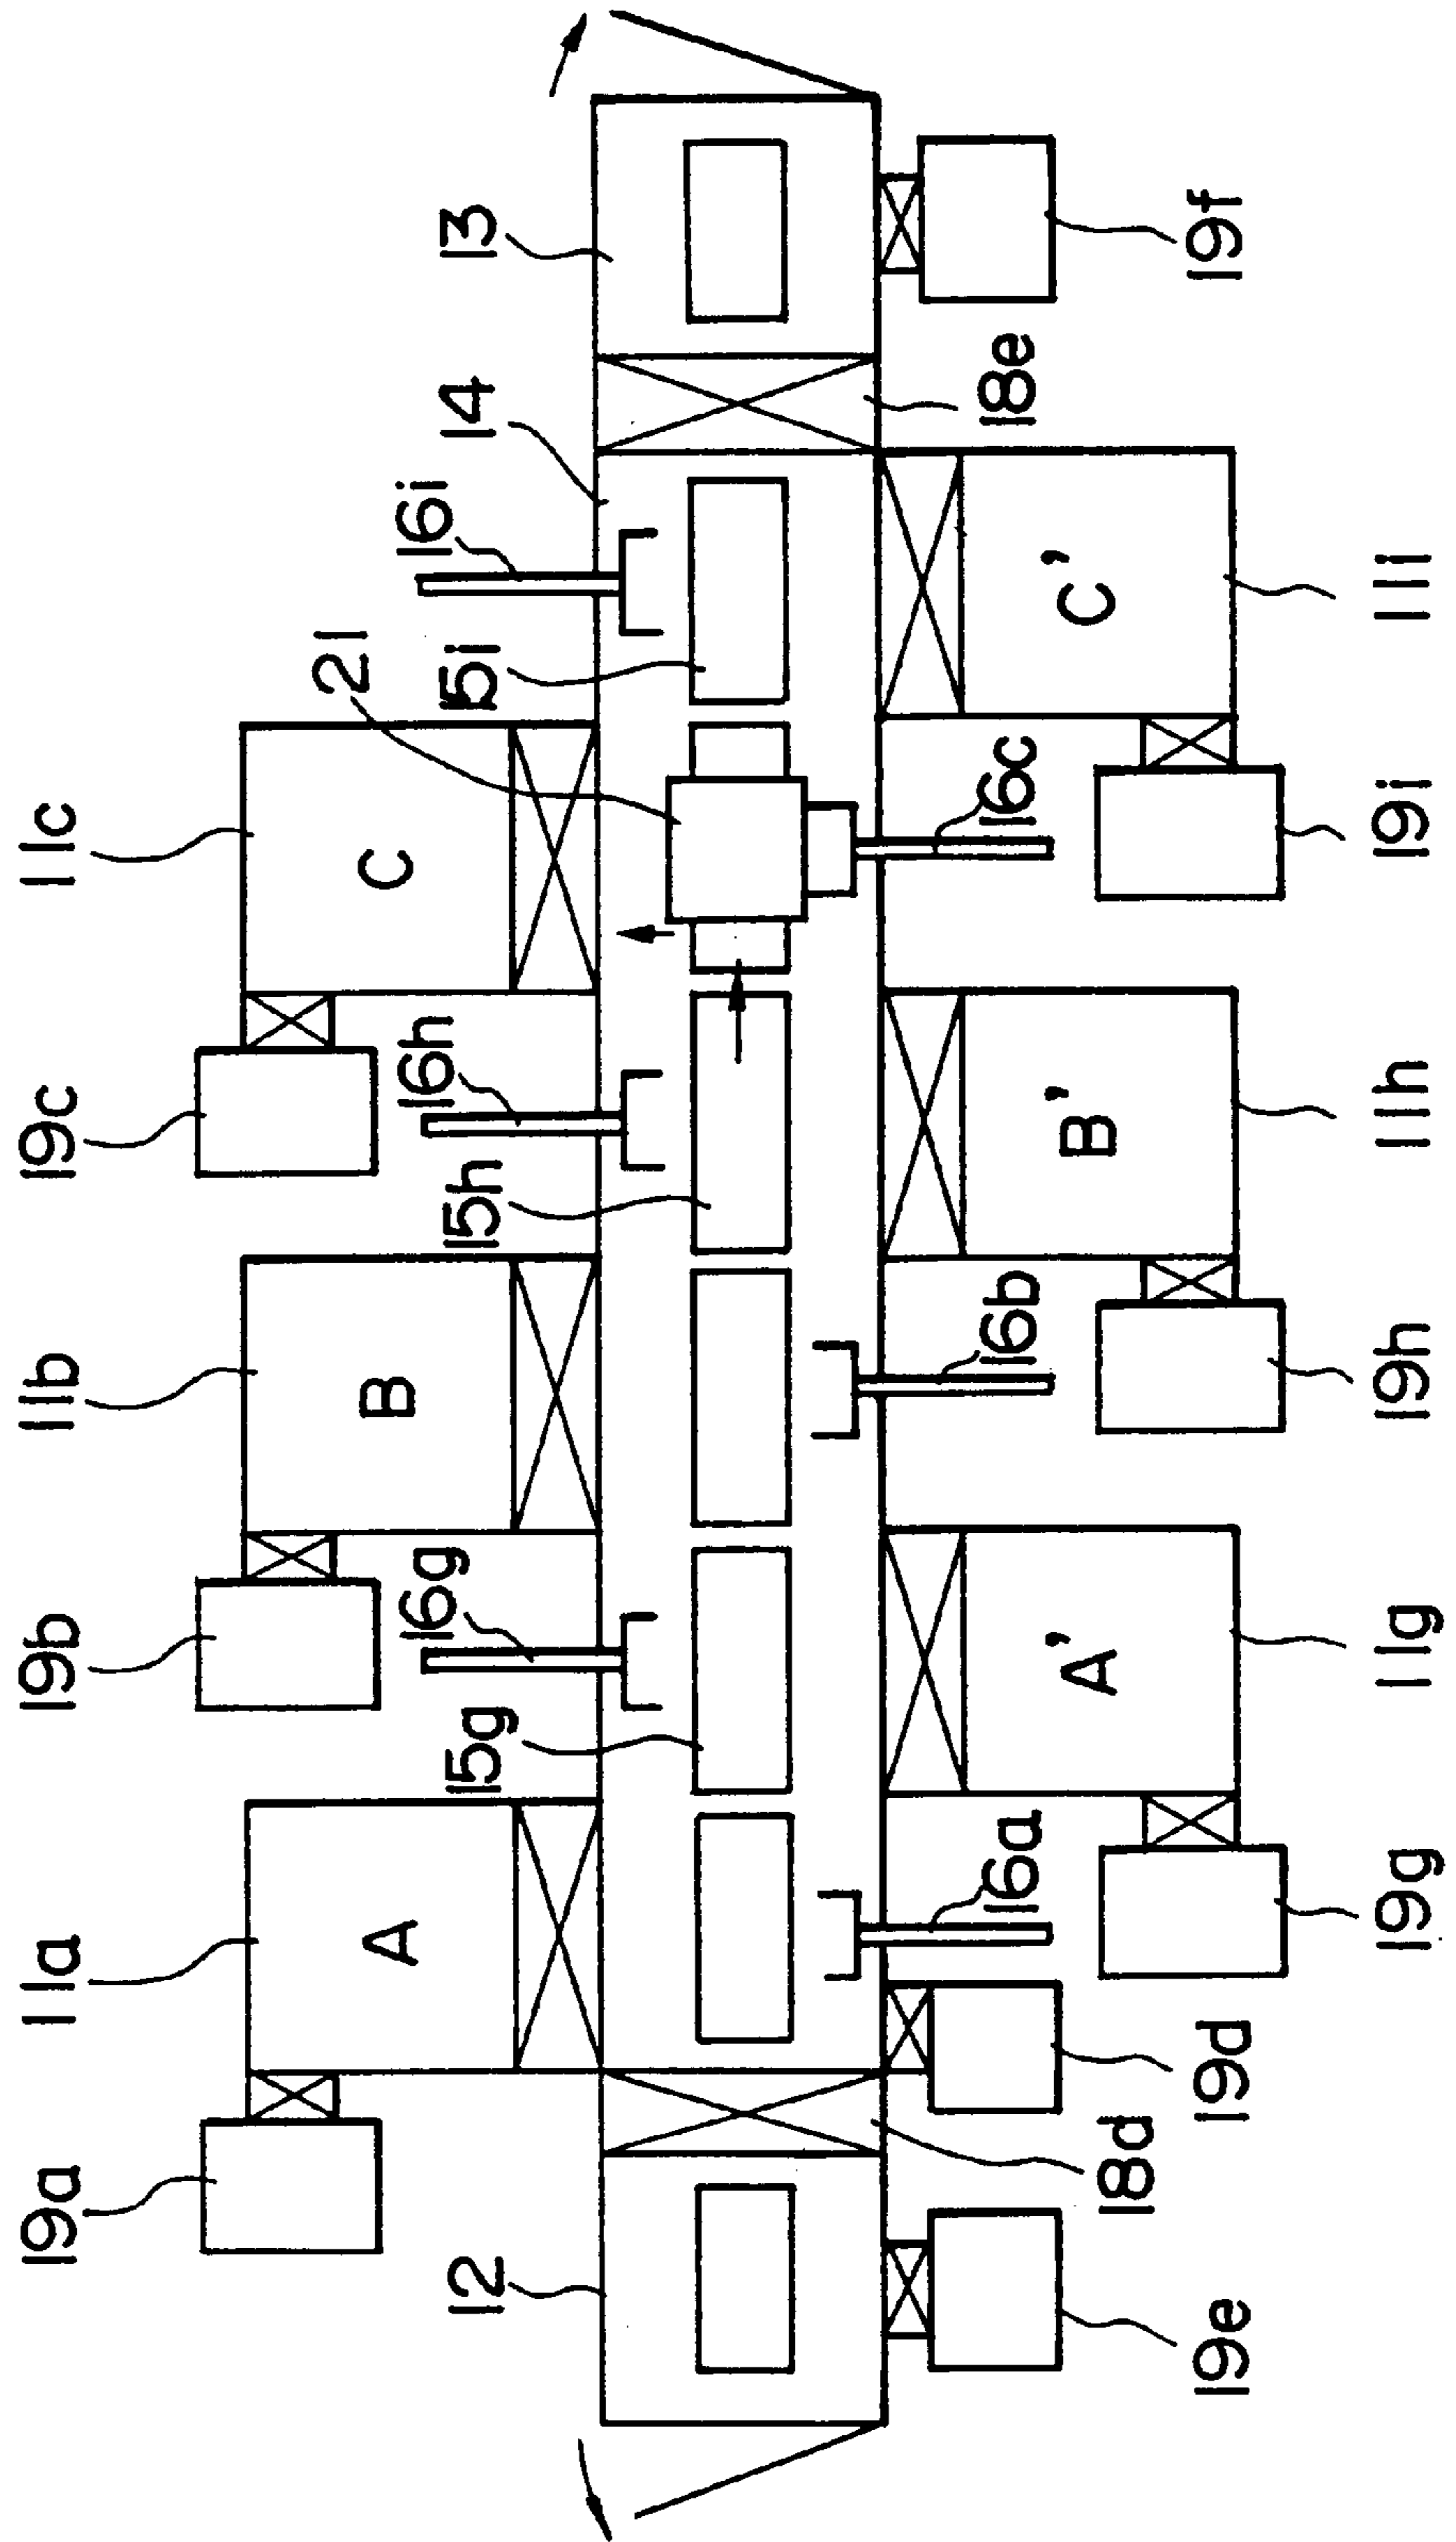 19a 11a 19b 11b 19c 11c
21
A B C
16g 16h 16i
12 15g 15h 15i 14 13
16a 16b 16c 18e
A' B' C'
18d
19e 19d 19f
19g 11g 19h 11h 19i 11i